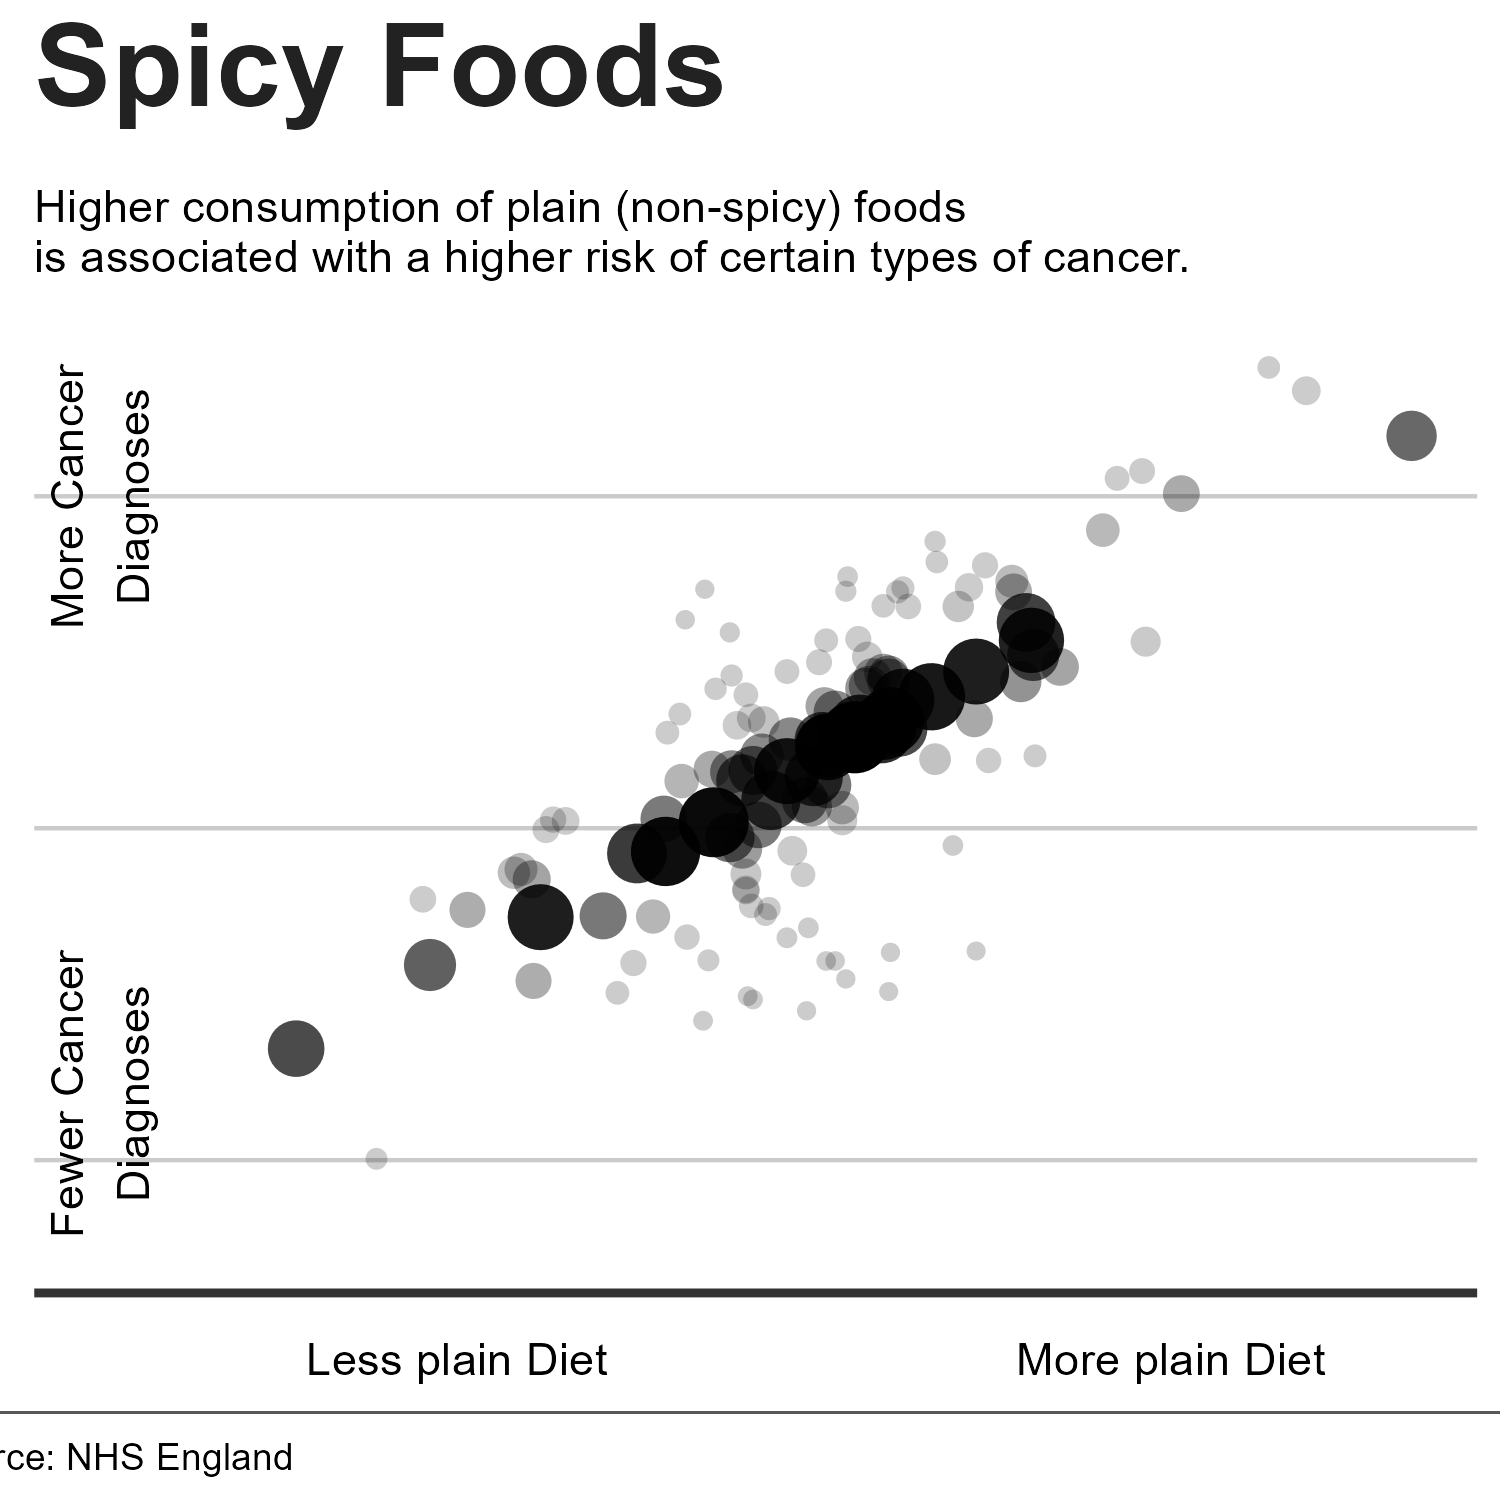 Spicy Foods
Higher consumption of plain (non-spicy) foods
is associated with a higher risk of certain types of cancer.
More Cancer
Diagnoses
Fewer Cancer
Diagnoses
Less plain Diet
More plain Diet
rce: NHS England